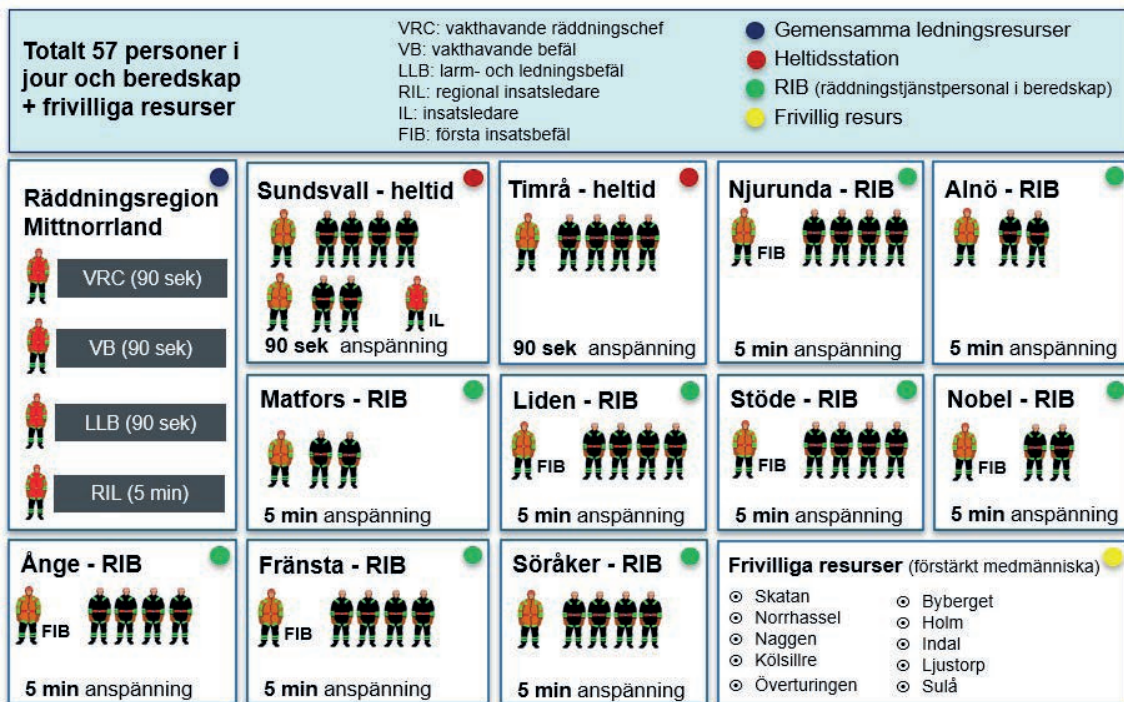 Totalt 57 personer i
jour och beredskap
+ frivilliga resurser
VRC: vakthavande räddningschef
VB: vakthavande befäl
LLB: larm- och ledningsbefäl
RIL: regional insatsledare
IL: insatsledare
FIB: första insatsbefäl
Gemensamma ledningsresurser
Heltidsstation
RIB (räddningstjänstpersonal i beredskap)
Frivillig resurs
Räddningsregion
Mittnorrland
VRC (90 sek)
VB (90 sek)
LLB (90 sek)
RIL (5 min)
Sundsvall - heltid
IL
90 sek anspänning
Timrå - heltid
90 sek anspänning
Njurunda - RIB
FIB
5 min anspänning
Alnö - RIB
5 min anspänning
Matfors - RIB
5 min anspänning
Liden - RIB
FIB
5 min anspänning
Stöde - RIB
FIB
5 min anspänning
Nobel - RIB
FIB
5 min anspänning
Ånge - RIB
FIB
5 min anspänning
Fränsta - RIB
FIB
5 min anspänning
Söråker - RIB
5 min anspänning
Frivilliga resurser (förstärkt medmänniska)
Skatan
Norrhassel
Naggen
Kölsillre
Överturingen
Byberget
Holm
Indal
Ljustorp
Sulå